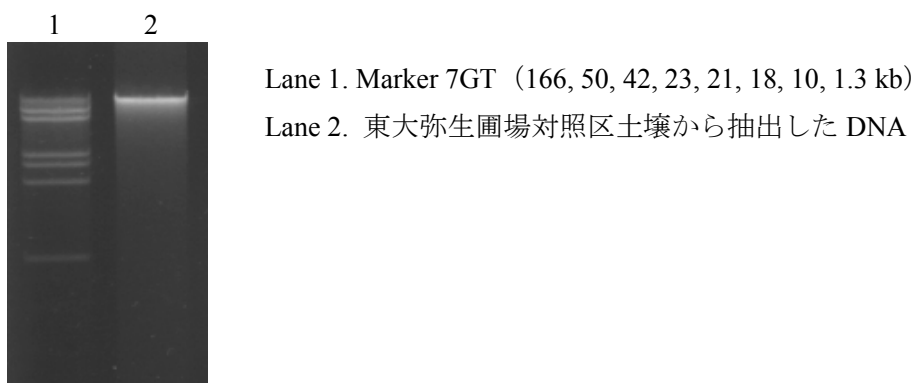 1 2
Lane 1. Marker 7GT（166, 50, 42, 23, 21, 18, 10, 1.3 kb）
Lane 2. 東大弥生圃場対照区土壌から抽出した DNA